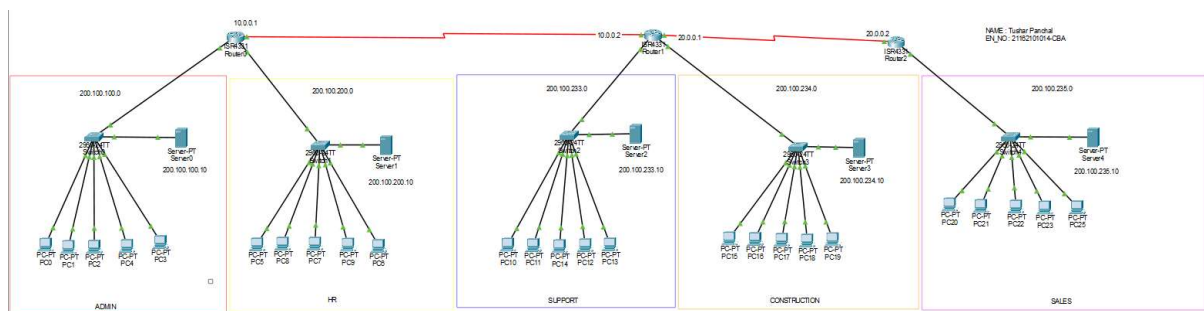 10.0.0.1
ISR4331
Router0
10.0.0.2
ISR4331
Router1
20.0.0.1
20.0.0.2
ISR4331
Router2
NAME : Tushar Panchal
EN_NO : 21162101014-CBA
200.100.100.0
Server-PT
Server0
200.100.100.10
PC-PT
PC0
PC-PT
PC1
PC-PT
PC2
PC-PT
PC4
PC-PT
PC3
ADMIN
200.100.200.0
Server-PT
Server1
200.100.200.10
PC-PT
PC5
PC-PT
PC8
PC-PT
PC7
PC-PT
PC9
PC-PT
PC6
HR
200.100.233.0
Switch2
Server-PT
Server2
200.100.233.10
PC-PT
PC10
PC-PT
PC11
PC-PT
PC14
PC-PT
PC12
PC-PT
PC13
SUPPORT
200.100.234.0
Switch3
Server-PT
Server3
200.100.234.10
PC-PT
PC15
PC-PT
PC16
PC-PT
PC17
PC-PT
PC18
PC-PT
PC19
CONSTRUCTION
200.100.235.0
Server-PT
Server4
200.100.235.10
PC-PT
PC20
PC-PT
PC21
PC-PT
PC22
PC-PT
PC23
PC-PT
PC25
SALES